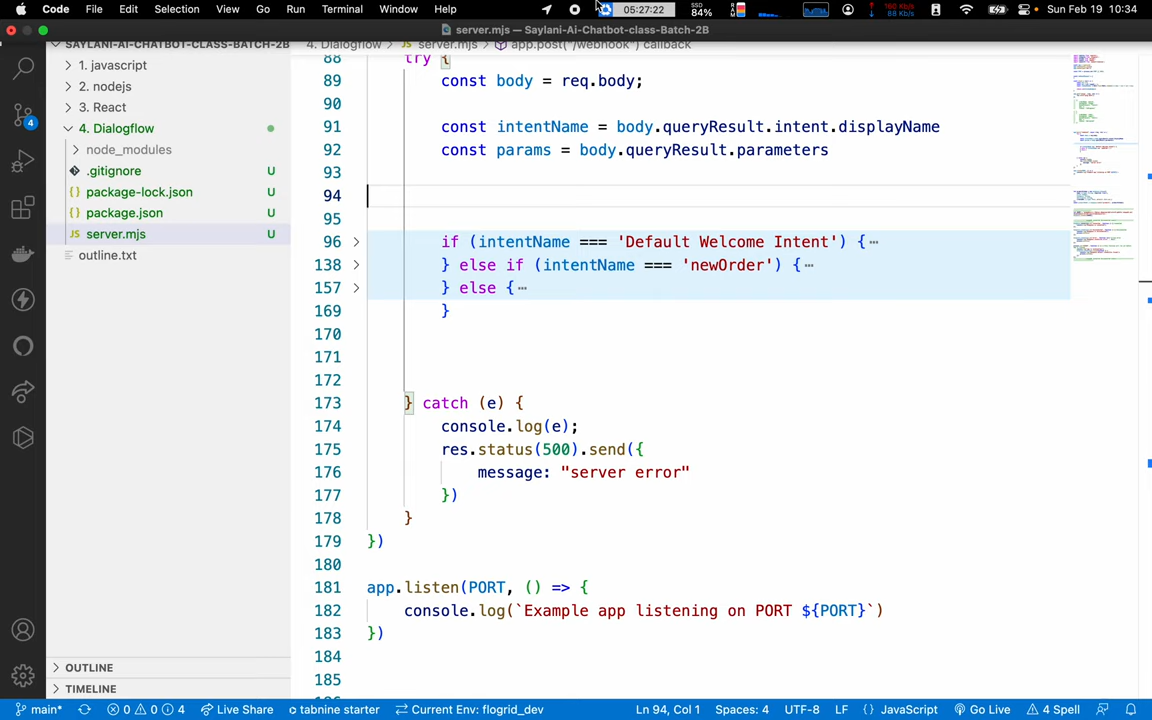 Code File Edit Selection View Go Run Terminal Window Help 05:27:22 SSD 84% 160 Kb/s 88 Kb/s Sun Feb 19 10:34
server.mjs — Saylani-Ai-Chatbot-class-Batch-2B
SAYLANI-AI-CHATBOT-CLASS-BATCH-2B
4. Dialogflow > JS server.mjs > app.post("/webhook") callback
1. javascript
2. nodejs
3. React
4. Dialogflow
node_modules
.gitignore U
package-lock.json U
package.json U
JS server.mjs U
outline.txt
4
OUTLINE
TIMELINE
88 try {
89 const body = req.body;
90
91 const intentName = body.queryResult.intent.displayName
92 const params = body.queryResult.parameters
93
94
95
96 if (intentName === 'Default Welcome Intent') {⋯
138 } else if (intentName === 'newOrder') {⋯
157 } else {⋯
169 }
170
171
172
173 } catch (e) {
174 console.log(e);
175 res.status(500).send({
176 message: "server error"
177 })
178 }
179 })
180
181 app.listen(PORT, () => {
182 console.log(`Example app listening on PORT ${PORT}`)
183 })
184
185
main* 0 0 4 Live Share tabnine starter Current Env: flogrid_dev Ln 94, Col 1 Spaces: 4 UTF-8 LF {} JavaScript Go Live 4 Spell